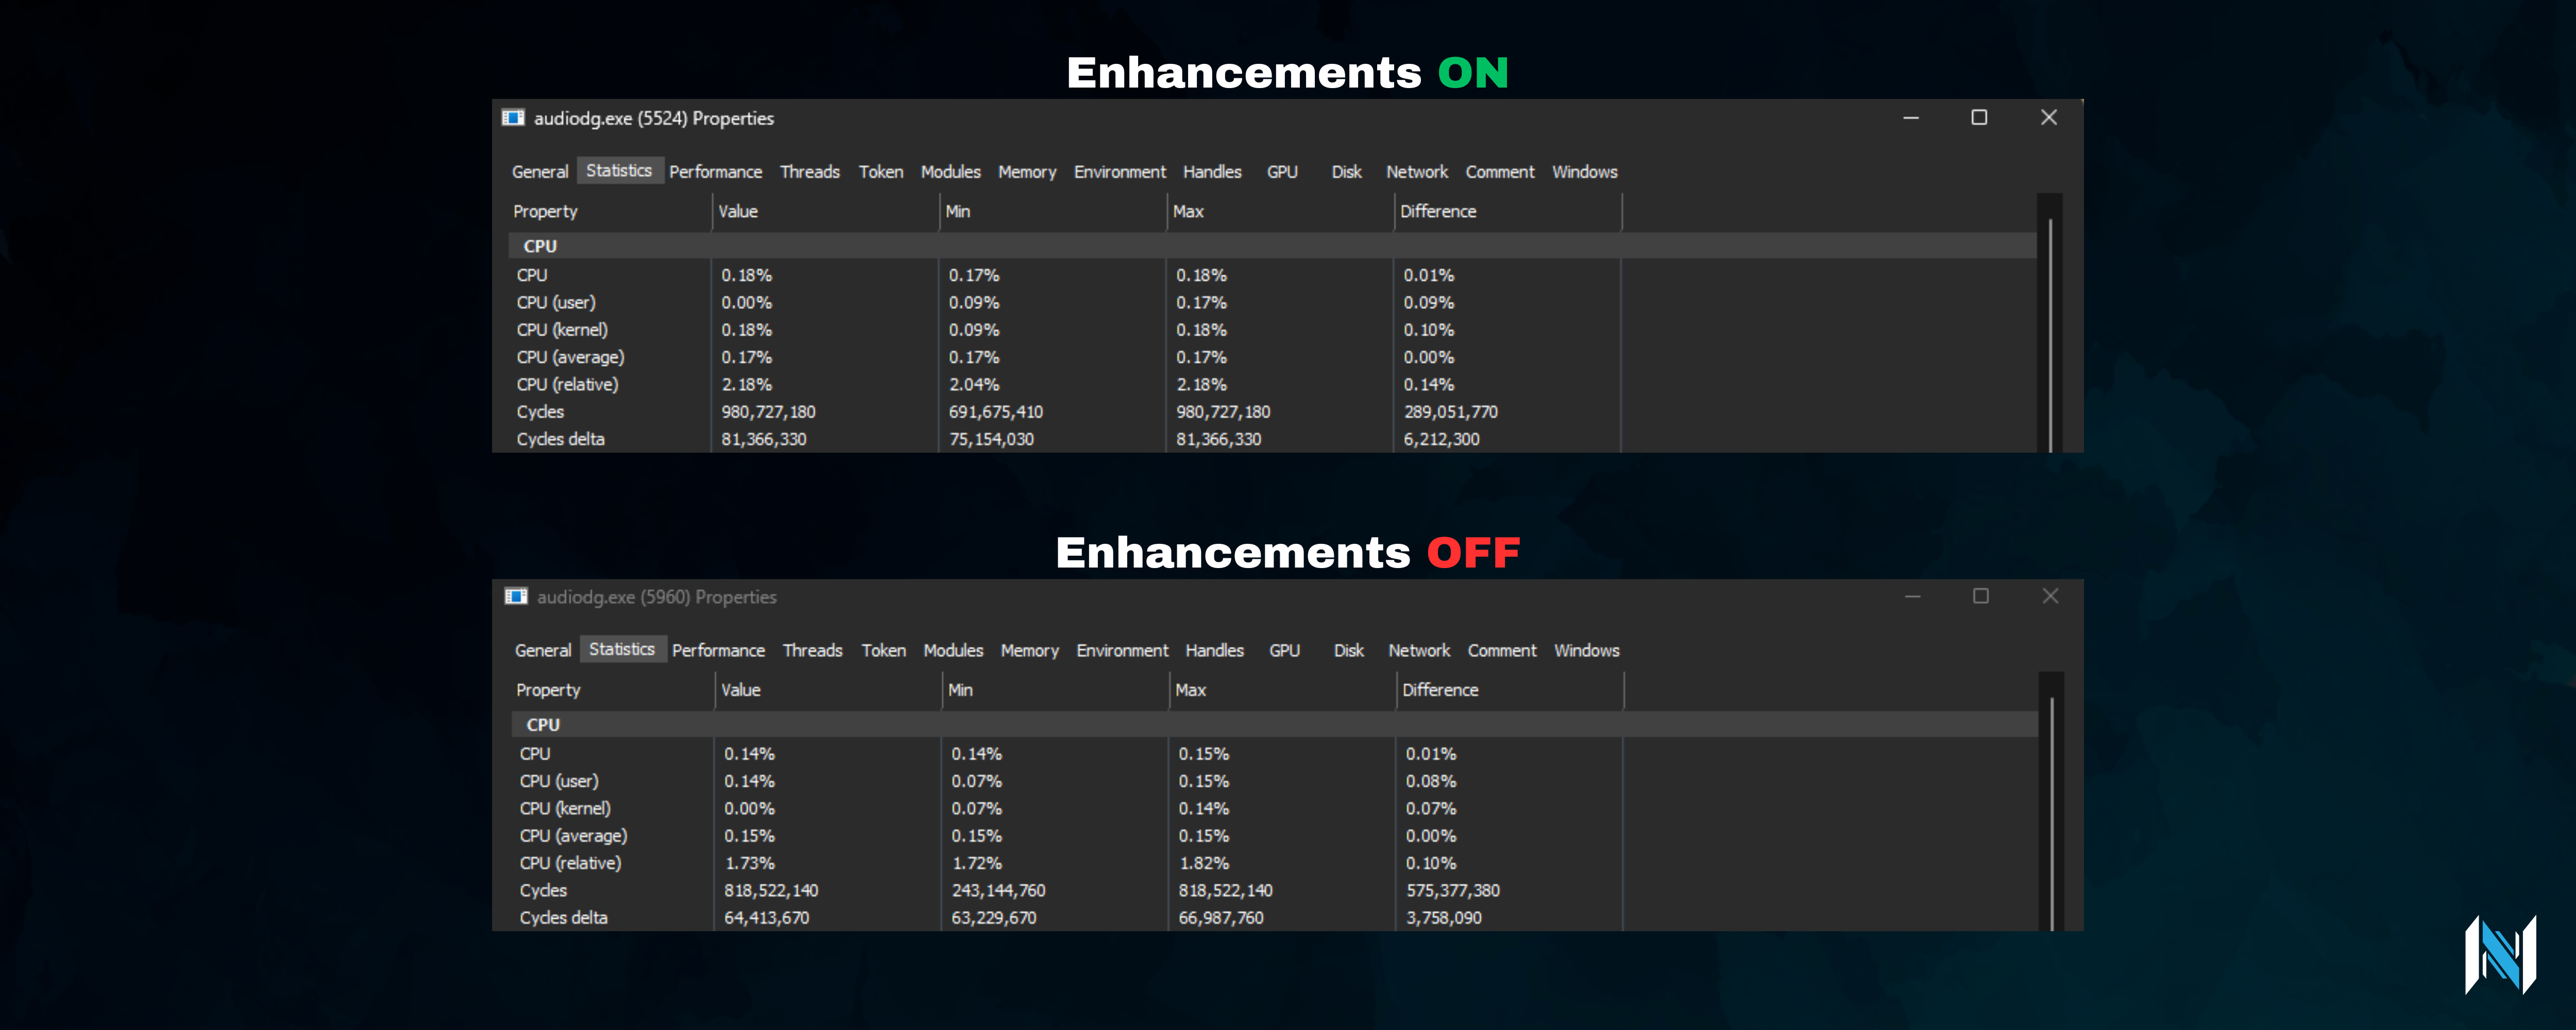 Enhancements ON
audiodg.exe (5524) Properties
General Statistics Performance Threads Token Modules Memory Environment Handles GPU Disk Network Comment Windows
Property Value Min Max Difference
CPU
CPU 0.18% 0.17% 0.18% 0.01%
CPU (user) 0.00% 0.09% 0.17% 0.09%
CPU (kernel) 0.18% 0.09% 0.18% 0.10%
CPU (average) 0.17% 0.17% 0.17% 0.00%
CPU (relative) 2.18% 2.04% 2.18% 0.14%
Cycles 980,727,180 691,675,410 980,727,180 289,051,770
Cycles delta 81,366,330 75,154,030 81,366,330 6,212,300
Enhancements OFF
audiodg.exe (5960) Properties
General Statistics Performance Threads Token Modules Memory Environment Handles GPU Disk Network Comment Windows
Property Value Min Max Difference
CPU
CPU 0.14% 0.14% 0.15% 0.01%
CPU (user) 0.14% 0.07% 0.15% 0.08%
CPU (kernel) 0.00% 0.07% 0.14% 0.07%
CPU (average) 0.15% 0.15% 0.15% 0.00%
CPU (relative) 1.73% 1.72% 1.82% 0.10%
Cycles 818,522,140 243,144,760 818,522,140 575,377,380
Cycles delta 64,413,670 63,229,670 66,987,760 3,758,090